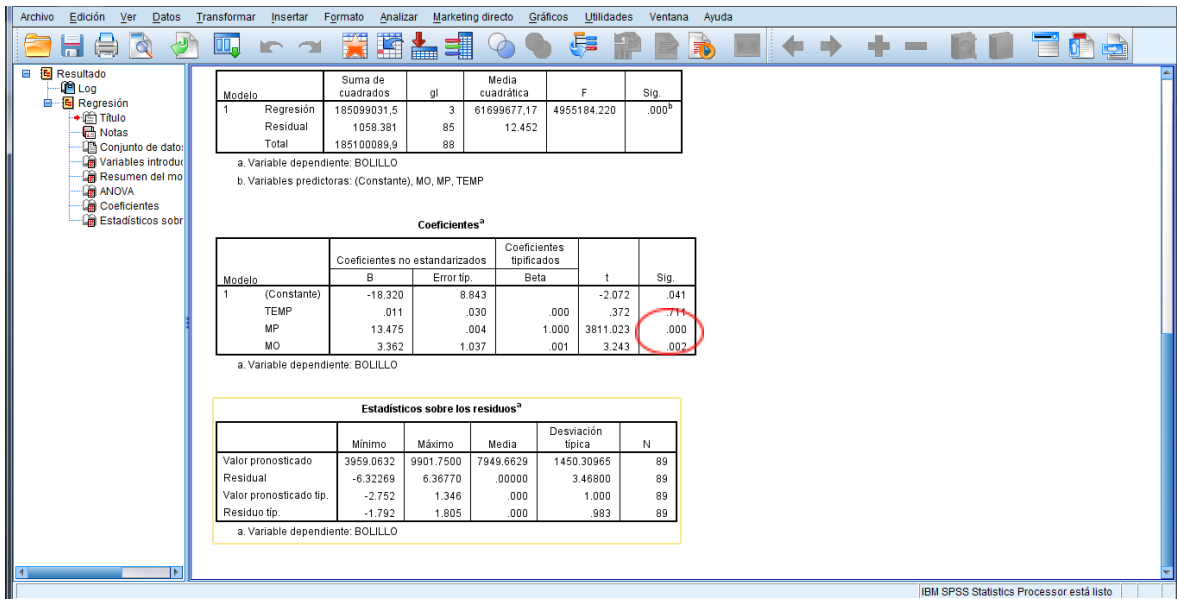 Archivo Edición Ver Datos Transformar Insertar Formato Analizar Marketing directo Gráficos Utilidades Ventana Ayuda
Resultado
Log
Regresión
Título
Notas
Conjunto de dato
Variables introduc
Resumen del mo
ANOVA
Coeficientes
Estadísticos sobr
Modelo Suma de cuadrados gl Media cuadrática F Sig.
1 Regresión 185099031,5 3 61699677,17 4955184.220 .000b
Residual 1058.381 85 12.452
Total 185100089,9 88
a. Variable dependiente: BOLILLO
b. Variables predictoras: (Constante), MO, MP, TEMP
Coeficientesa
Coeficientes no estandarizados Coeficientes tipificados
Modelo B Error típ. Beta t Sig.
1 (Constante) -18.320 8.843 -2.072 .041
TEMP .011 .030 .000 .372 .711
MP 13.475 .004 1.000 3811.023 .000
MO 3.362 1.037 .001 3.243 .002
a. Variable dependiente: BOLILLO
Estadísticos sobre los residuosa
Mínimo Máximo Media Desviación típica N
Valor pronosticado 3959.0632 9901.7500 7949.6629 1450.30965 89
Residual -6.32269 6.36770 .00000 3.46800 89
Valor pronosticado tip. -2.752 1.346 .000 1.000 89
Residuo típ. -1.792 1.805 .000 .983 89
a. Variable dependiente: BOLILLO
IBM SPSS Statistics Processor está listo